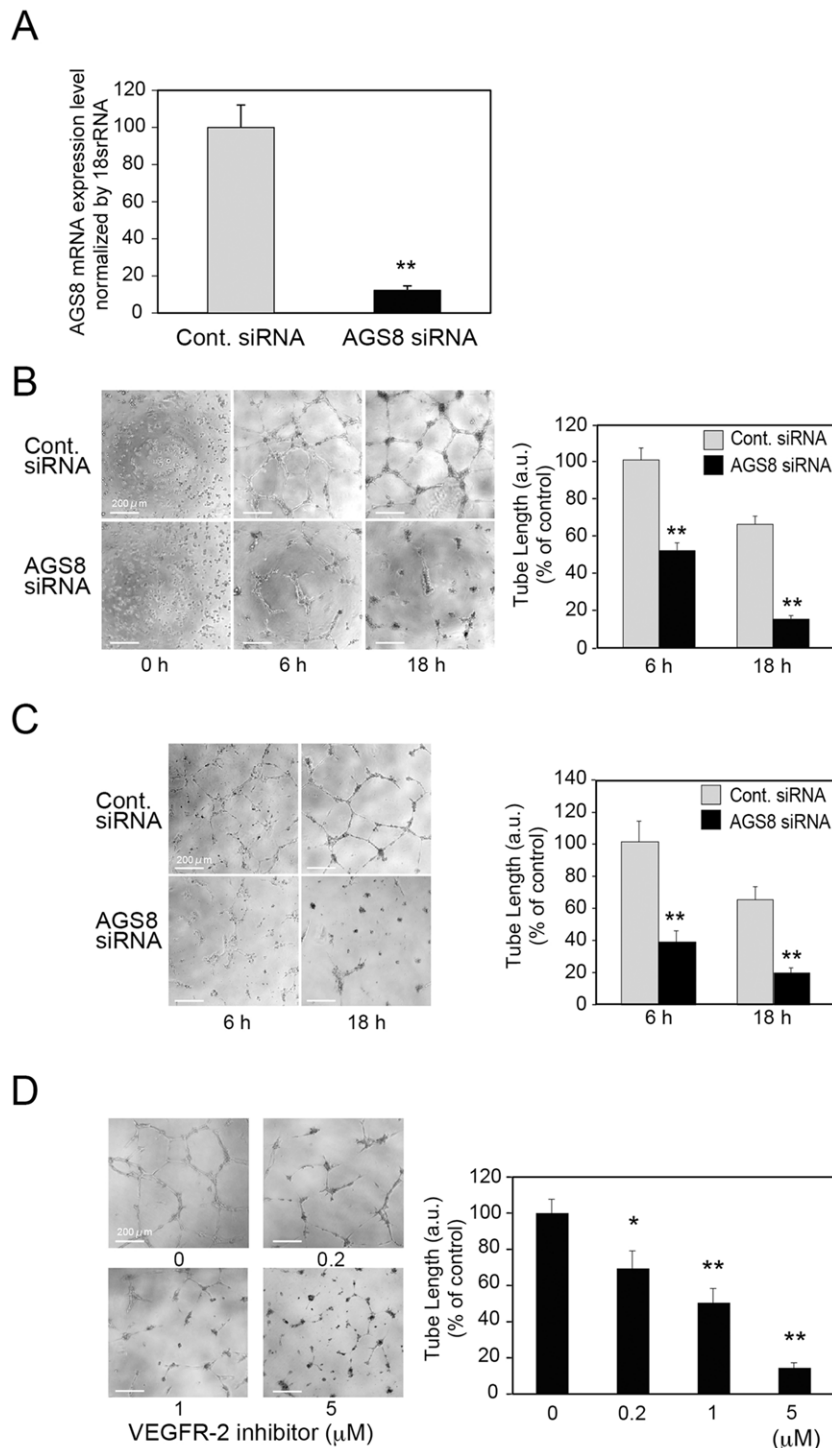 A
AGS8 mRNA expression level
normalized by 18srRNA
120
100
80
60
40
20
0
**
Cont. siRNA
AGS8 siRNA
B
Cont.
siRNA
AGS8
siRNA
200 μm
0 h
6 h
18 h
Tube Length (a.u.)
(% of control)
120
100
80
60
40
20
0
Cont. siRNA
AGS8 siRNA
**
**
6 h
18 h
C
Cont.
siRNA
AGS8
siRNA
200 μm
6 h
18 h
Tube Length (a.u.)
(% of control)
140
120
100
80
60
40
20
0
Cont. siRNA
AGS8 siRNA
**
**
6 h
18 h
D
200 μm
0
0.2
1
5
VEGFR-2 inhibitor (μM)
Tube Length (a.u.)
(% of control)
120
100
80
60
40
20
0
*
**
**
0
0.2
1
5
(μM)